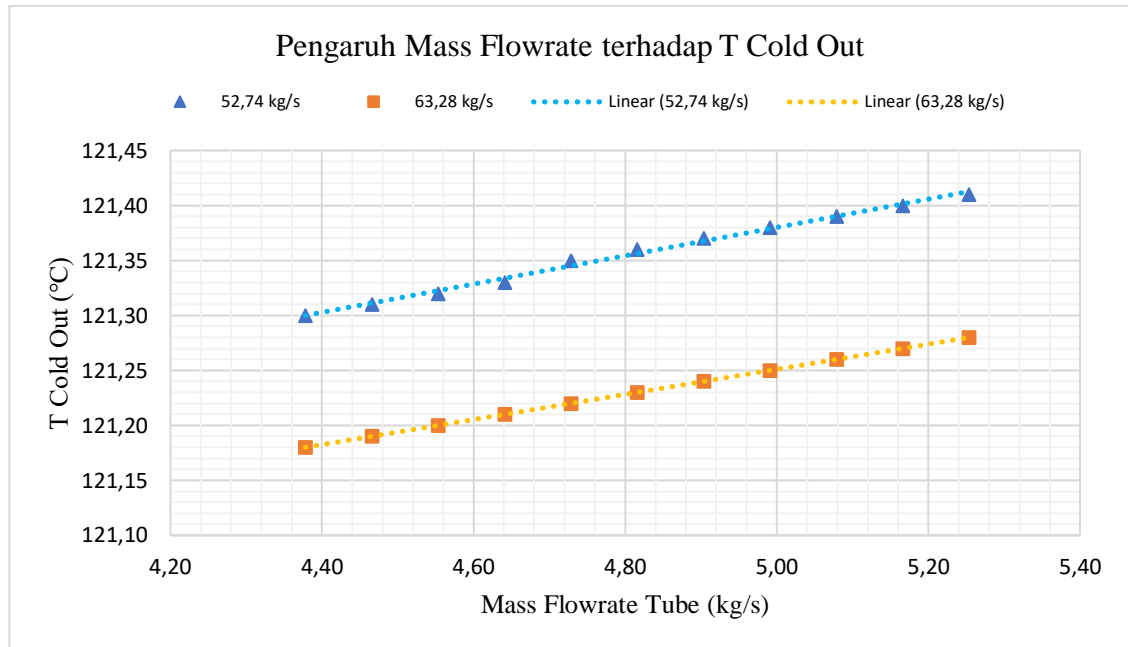 Pengaruh Mass Flowrate terhadap T Cold Out
52,74 kg/s 63,28 kg/s Linear (52,74 kg/s) Linear (63,28 kg/s)
121,45
121,40
121,35
121,30
121,25
121,20
121,15
121,10
T Cold Out (°C)
4,20 4,40 4,60 4,80 5,00 5,20 5,40
Mass Flowrate Tube (kg/s)